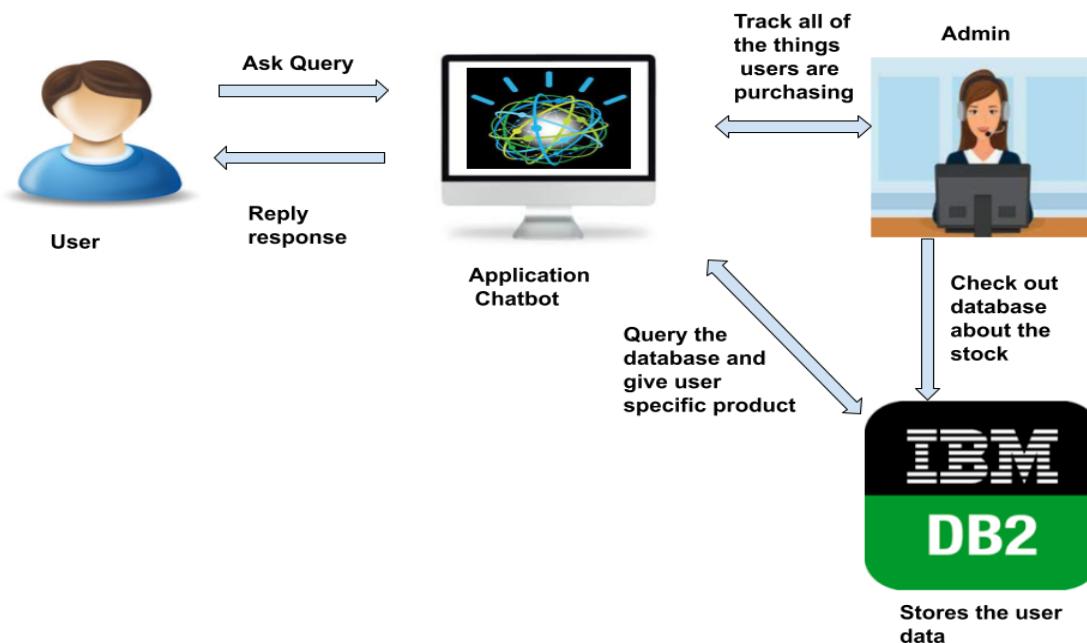 Ask Query
Reply
response
User
Application
Chatbot
Track all of
the things
users are
purchasing
Admin
Query the
database and
give user
specific product
Check out
database
about the
stock
IBM
DB2
Stores the user
data